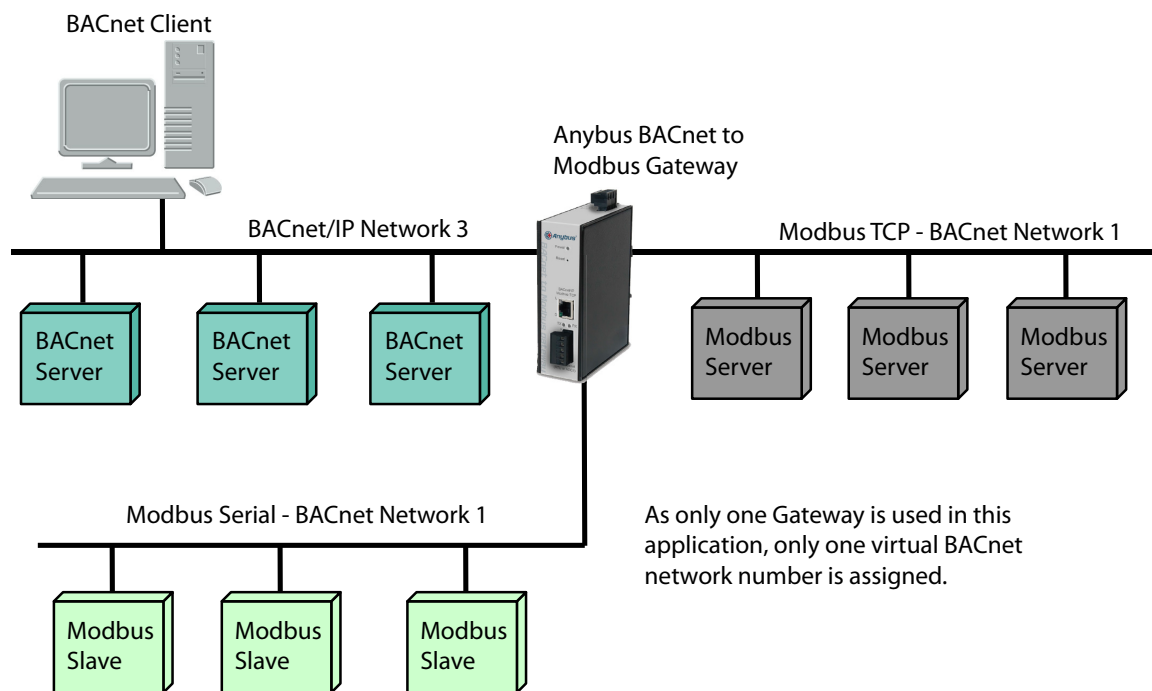 BACnet Client
Anybus BACnet to
Modbus Gateway
BACnet/IP Network 3
Modbus TCP - BACnet Network 1
Anybus
BACnet
Server
BACnet
Server
BACnet
Server
Modbus
Server
Modbus
Server
Modbus
Server
Modbus Serial - BACnet Network 1
As only one Gateway is used in this
application, only one virtual BACnet
network number is assigned.
Modbus
Slave
Modbus
Slave
Modbus
Slave